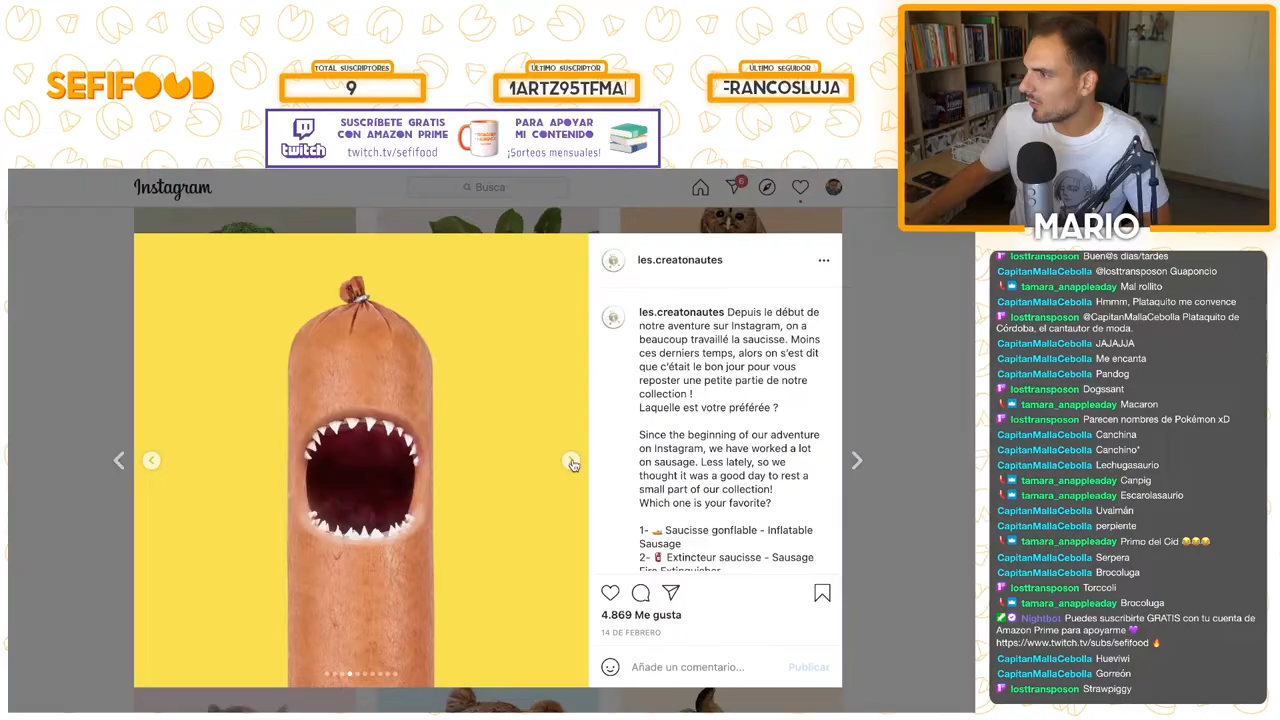 SEFIFOOD
TOTAL SUSCRIPTORES
9
ÚLTIMO SUSCRIPTOR
1ARTZ95TFMA
ÚLTIMO SEGUIDOR
FRANCOSLUJA
twitch
SUSCRÍBETE GRATIS
CON AMAZON PRIME
twitch.tv/sefifood
PARA APOYAR
MI CONTENIDO
¡Sorteos mensuales!
Instagram
Busca
6
les.creatonautes
les.creatonautes Depuis le début de
notre aventure sur Instagram, on a
beaucoup travaillé la saucisse. Moins
ces derniers temps, alors on s'est dit
que c'était le bon jour pour vous
reposter une petite partie de notre
collection !
Laquelle est votre préférée ?
Since the beginning of our adventure
on Instagram, we have worked a lot
on sausage. Less lately, so we
thought it was a good day to rest a
small part of our collection!
Which one is your favorite?
1- 🚤 Saucisse gonflable - Inflatable
Sausage
2- 🧯 Extincteur saucisse - Sausage
Fire Extinguisher
4.869 Me gusta
14 DE FEBRERO
Añade un comentario...
Publicar
MARIO
losttransposon Buen@s dias/tardes
CapitanMallaCebolla @losttransposon Guaponcio
tamara_anappleaday Mal rollito
CapitanMallaCebolla Hmmm, Plataquito me convence
losttransposon @CapitanMallaCebolla Plataquito de
Córdoba, el cantautor de moda.
CapitanMallaCebolla JAJAJJA
CapitanMallaCebolla Me encanta
CapitanMallaCebolla Pandog
losttransposon Dogssant
tamara_anappleaday Macaron
losttransposon Parecen nombres de Pokémon xD
CapitanMallaCebolla Canchina
CapitanMallaCebolla Canchino*
CapitanMallaCebolla Lechugasaurio
tamara_anappleaday Canpig
tamara_anappleaday Escarolasaurio
CapitanMallaCebolla Uvaimán
CapitanMallaCebolla perpiente
tamara_anappleaday Primo del Cid 😂😂😂
CapitanMallaCebolla Serpera
CapitanMallaCebolla Brocoluga
losttransposon Torccoli
tamara_anappleaday Brocoluga
Nightbot Puedes suscribirte GRATIS con tu cuenta de
Amazon Prime para apoyarme 💜
https://www.twitch.tv/subs/sefifood 🔥
CapitanMallaCebolla Hueviwi
CapitanMallaCebolla Gorreón
losttransposon Strawpiggy